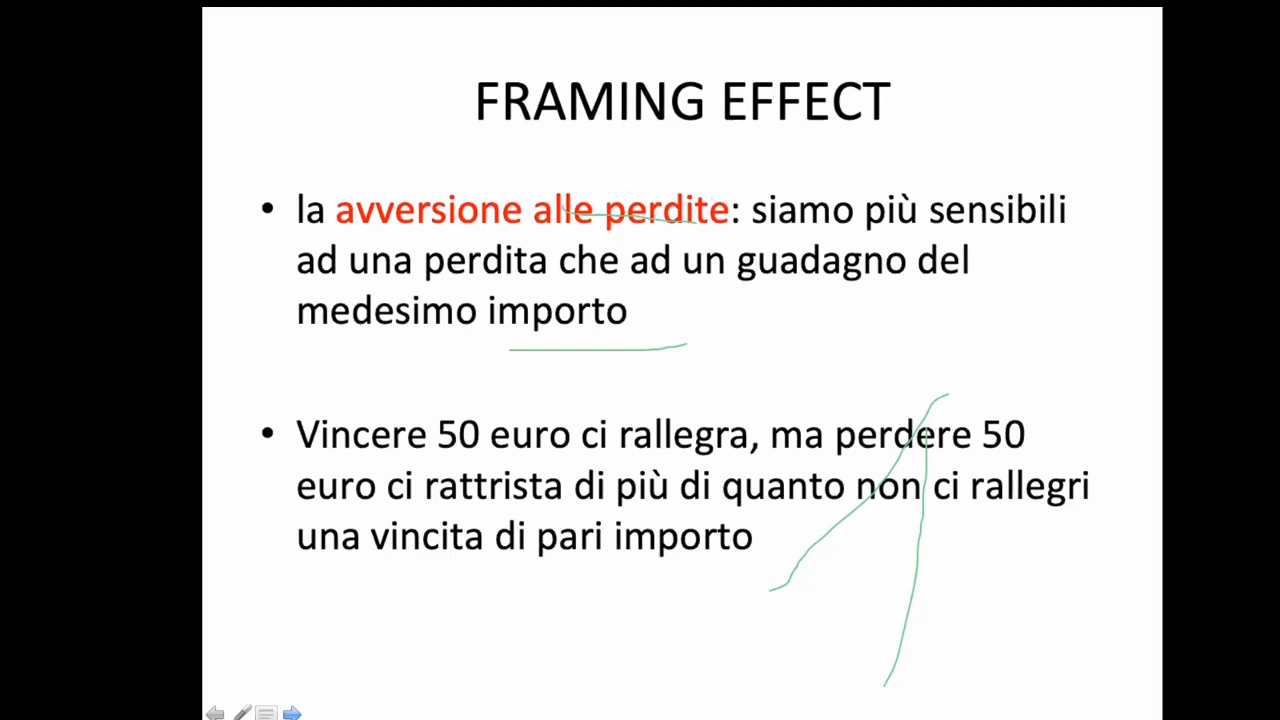 FRAMING EFFECT
• la avversione alle perdite: siamo più sensibili
ad una perdita che ad un guadagno del
medesimo importo
• Vincere 50 euro ci rallegra, ma perdere 50
euro ci rattrista di più di quanto non ci rallegri
una vincita di pari importo